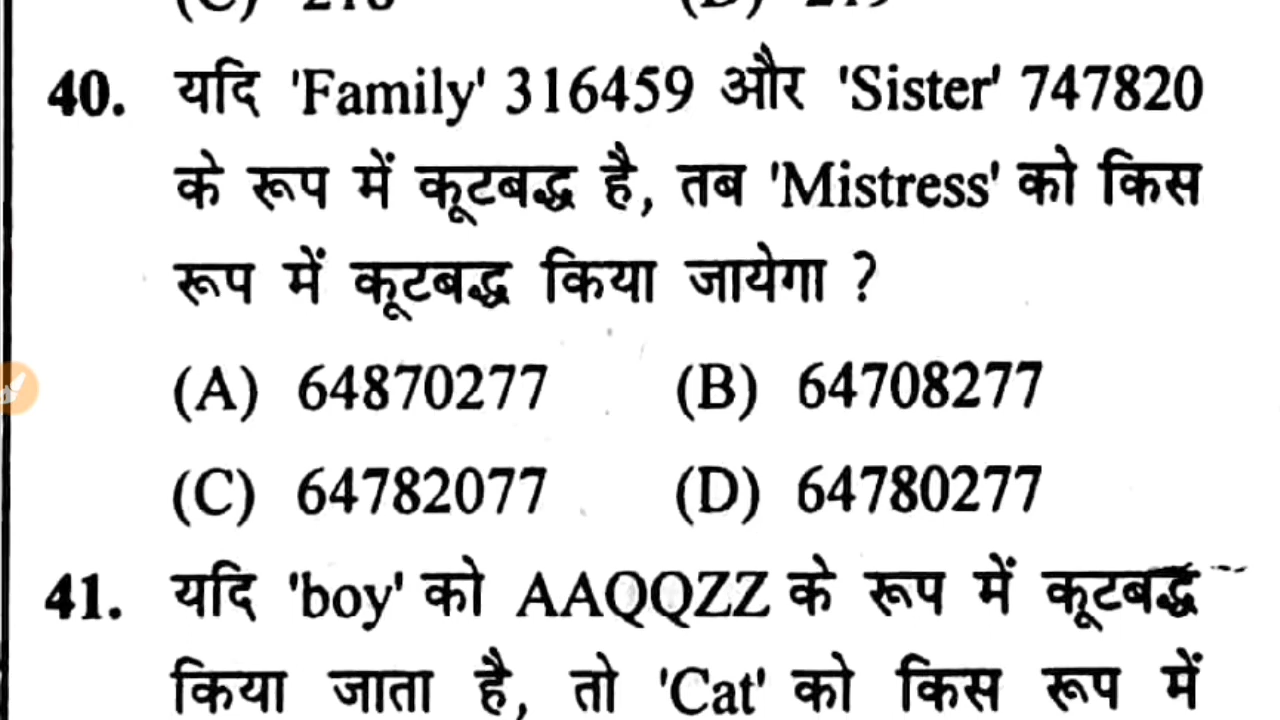 40. यदि 'Family' 316459 और 'Sister' 747820
के रूप में कूटबद्ध है, तब 'Mistress' को किस
रूप में कूटबद्ध किया जायेगा ?
(A) 64870277 (B) 64708277
(C) 64782077 (D) 64780277
41. यदि 'boy' को AAQQZZ के रूप में कूटबद्ध
किया जाता है, तो 'Cat' को किस रूप में